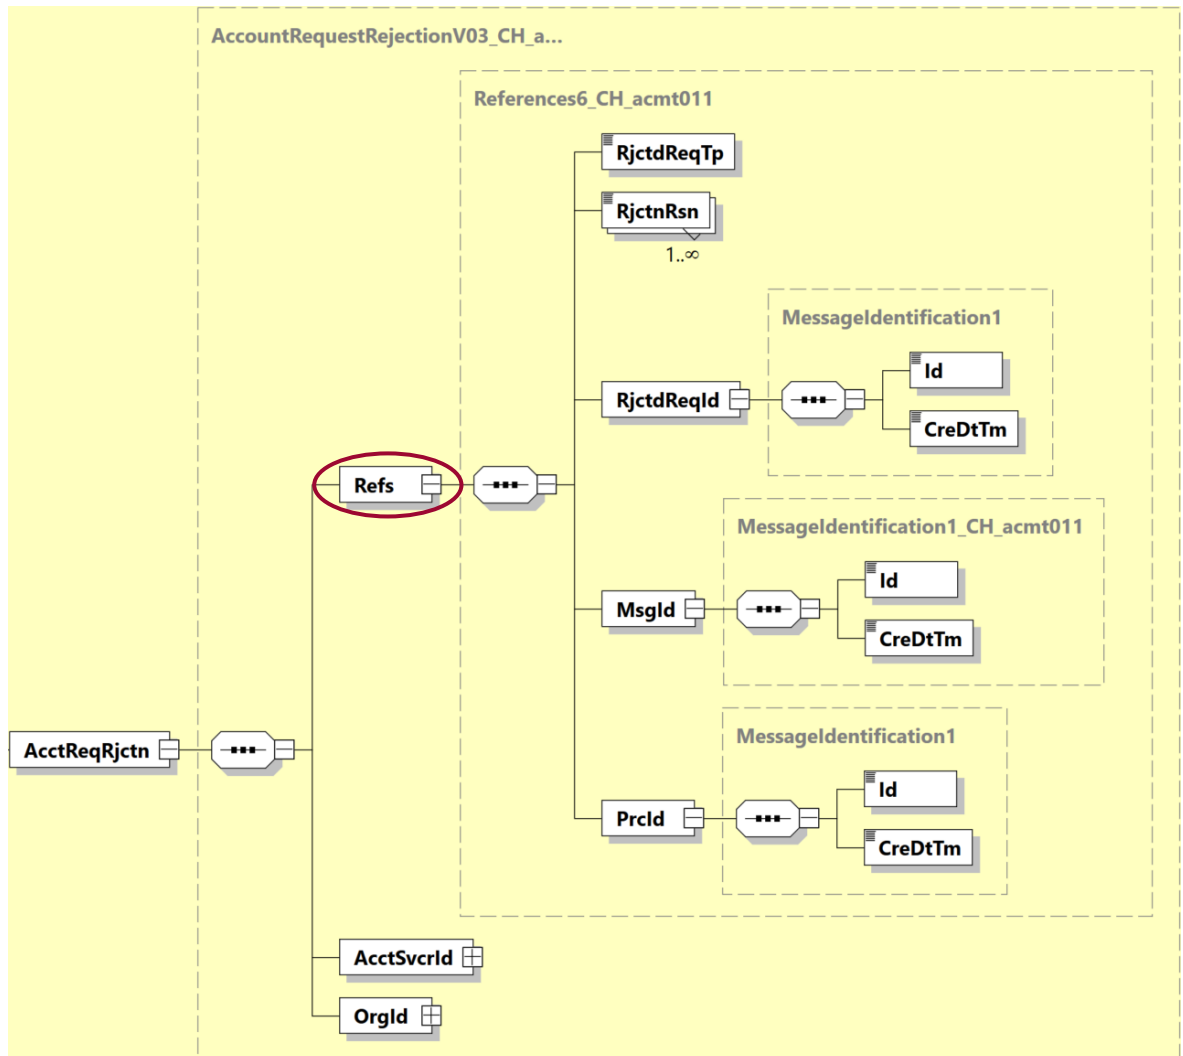 AccountRequestRejectionV03_CH_a...
References6_CH_acmt011
RjctdReqTp
RjctnRsn
1..∞
MessageIdentification1
Id
RjctdReqId
CreDtTm
Refs
MessageIdentification1_CH_acmt011
Id
MsgId
CreDtTm
MessageIdentification1
AcctReqRjctn
Id
PrcId
CreDtTm
AcctSvcrId
OrgId